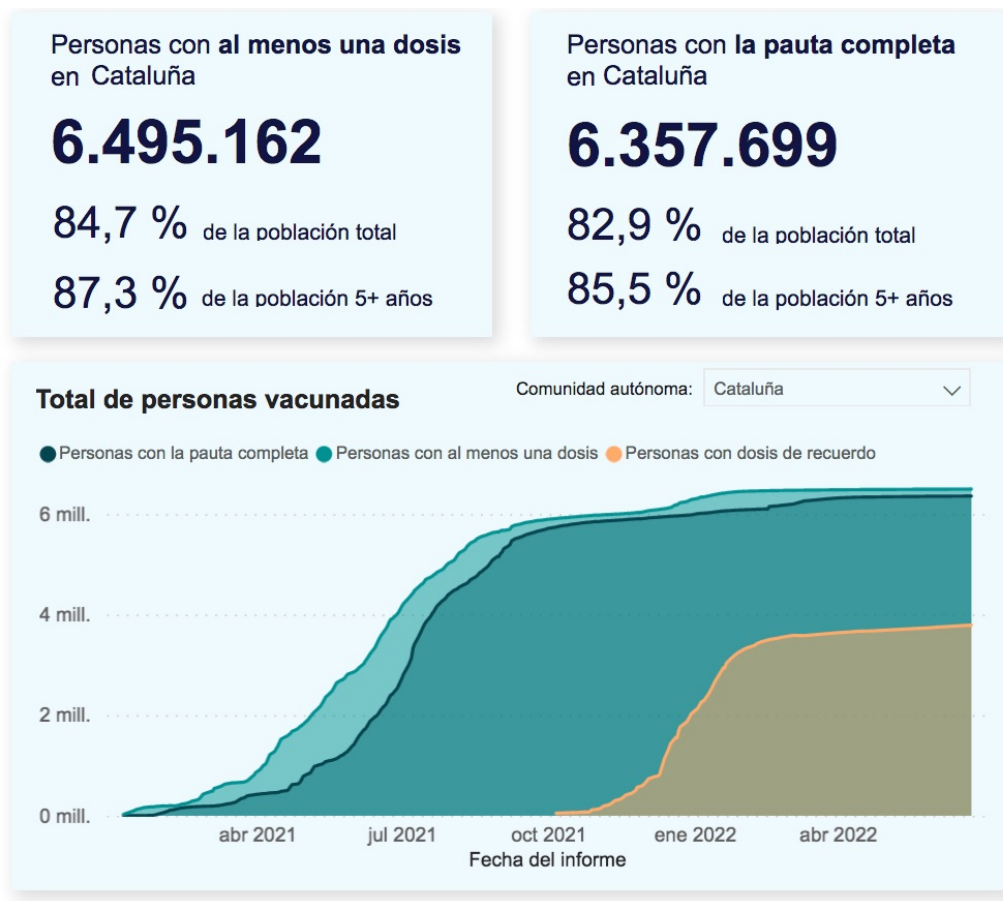 Personas con al menos una dosis
en Cataluña
6.495.162
84,7 % de la población total
87,3 % de la población 5+ años
Personas con la pauta completa
en Cataluña
6.357.699
82,9 % de la población total
85,5 % de la población 5+ años
Total de personas vacunadas
Comunidad autónoma: Cataluña
Personas con la pauta completa Personas con al menos una dosis Personas con dosis de recuerdo
6 mill.
4 mill.
2 mill.
0 mill.
abr 2021 jul 2021 oct 2021 ene 2022 abr 2022
Fecha del informe